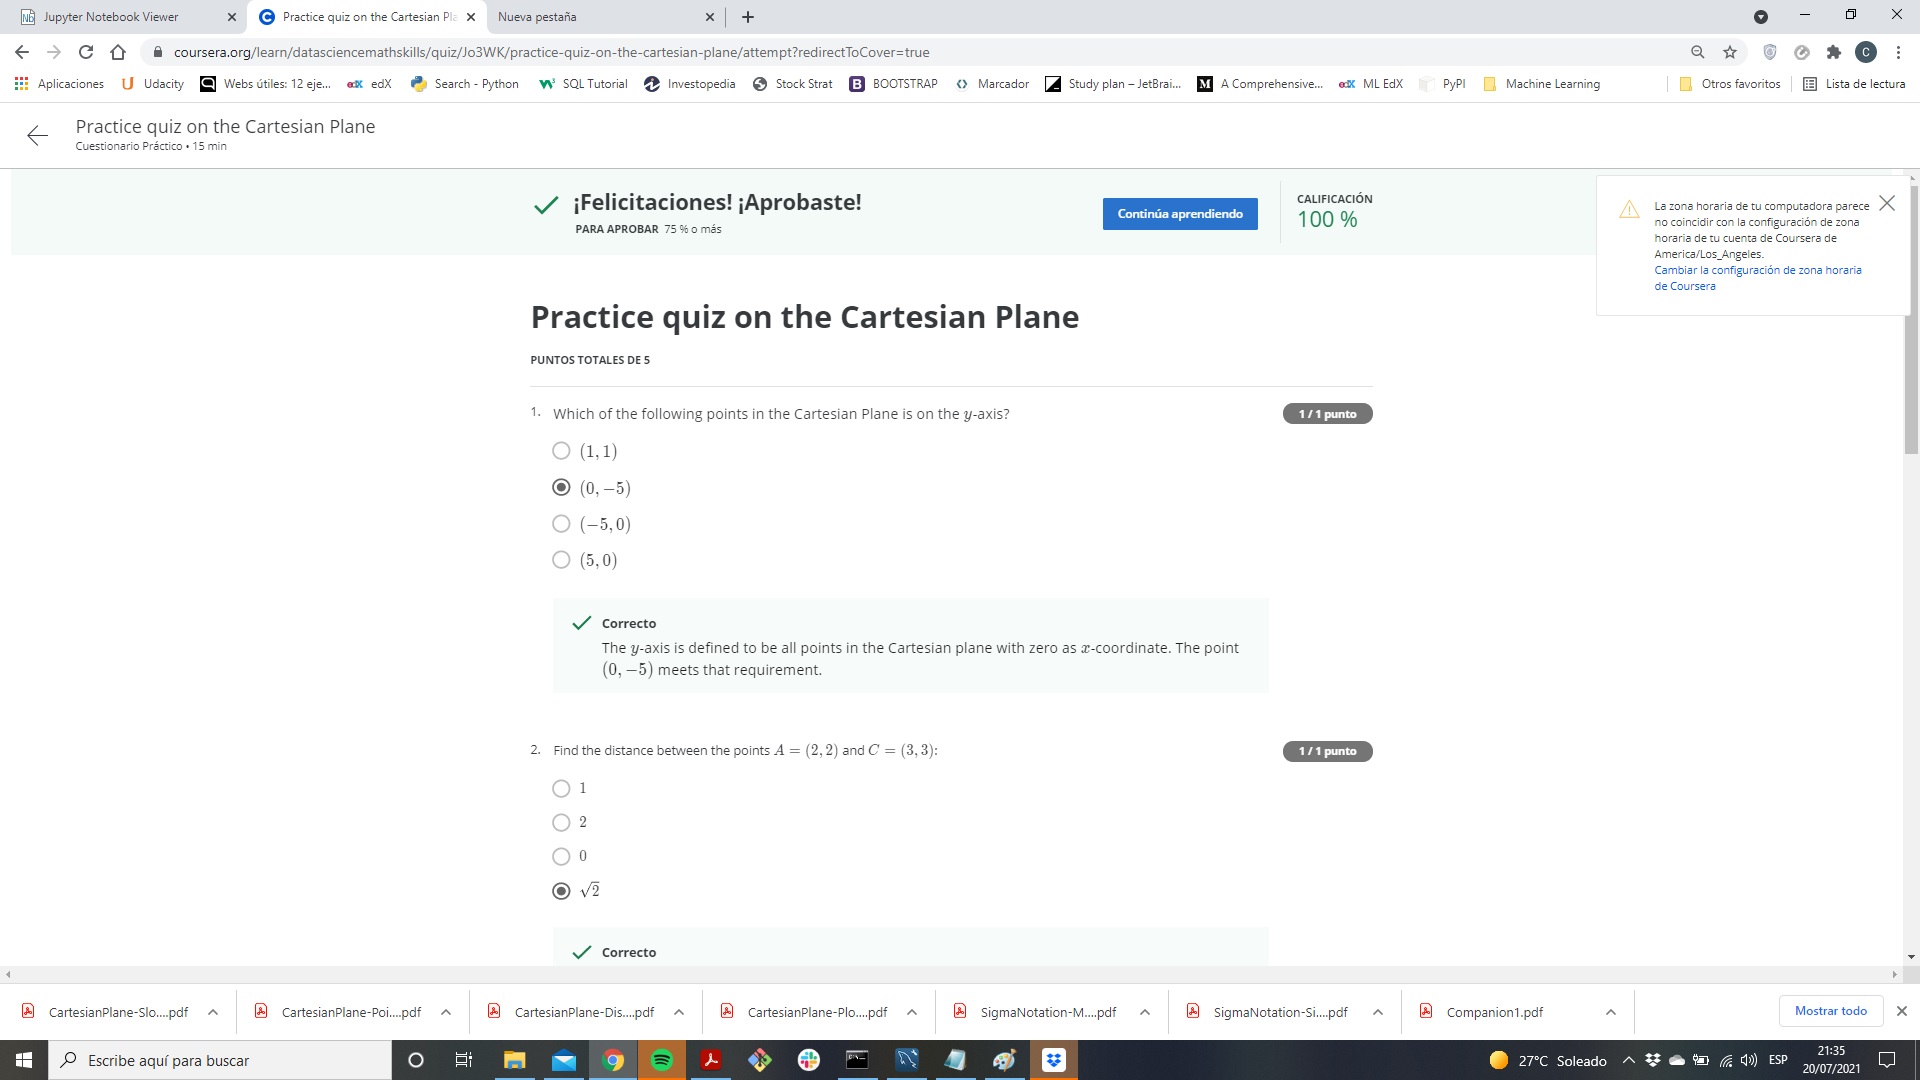 Jupyter Notebook Viewer
Practice quiz on the Cartesian Pla
Nueva pestaña
coursera.org/learn/datasciencemathskills/quiz/Jo3WK/practice-quiz-on-the-cartesian-plane/attempt?redirectToCover=true
C
Aplicaciones
Udacity
Webs útiles: 12 eje...
edX
Search - Python
SQL Tutorial
Investopedia
Stock Strat
BOOTSTRAP
Marcador
Study plan – JetBrai...
A Comprehensive...
ML EdX
PyPI
Machine Learning
Otros favoritos
Lista de lectura
Practice quiz on the Cartesian Plane
Cuestionario Práctico • 15 min
¡Felicitaciones! ¡Aprobaste!
PARA APROBAR 75 % o más
Continúa aprendiendo
CALIFICACIÓN
100 %
La zona horaria de tu computadora parece
no coincidir con la configuración de zona
horaria de tu cuenta de Coursera de
America/Los_Angeles.
Cambiar la configuración de zona horaria
de Coursera
Practice quiz on the Cartesian Plane
PUNTOS TOTALES DE 5
1. Which of the following points in the Cartesian Plane is on the y-axis?
1 / 1 punto
(1, 1)
(0, −5)
(−5, 0)
(5, 0)
Correcto
The y-axis is defined to be all points in the Cartesian plane with zero as x-coordinate. The point
(0, −5) meets that requirement.
2. Find the distance between the points A = (2, 2) and C = (3, 3):
1 / 1 punto
1
2
0
√2
Correcto
CartesianPlane-Slo....pdf
CartesianPlane-Poi....pdf
CartesianPlane-Dis....pdf
CartesianPlane-Plo....pdf
SigmaNotation-M....pdf
SigmaNotation-Si....pdf
Companion1.pdf
Mostrar todo
Escribe aquí para buscar
27°C Soleado
ESP
21:35
20/07/2021